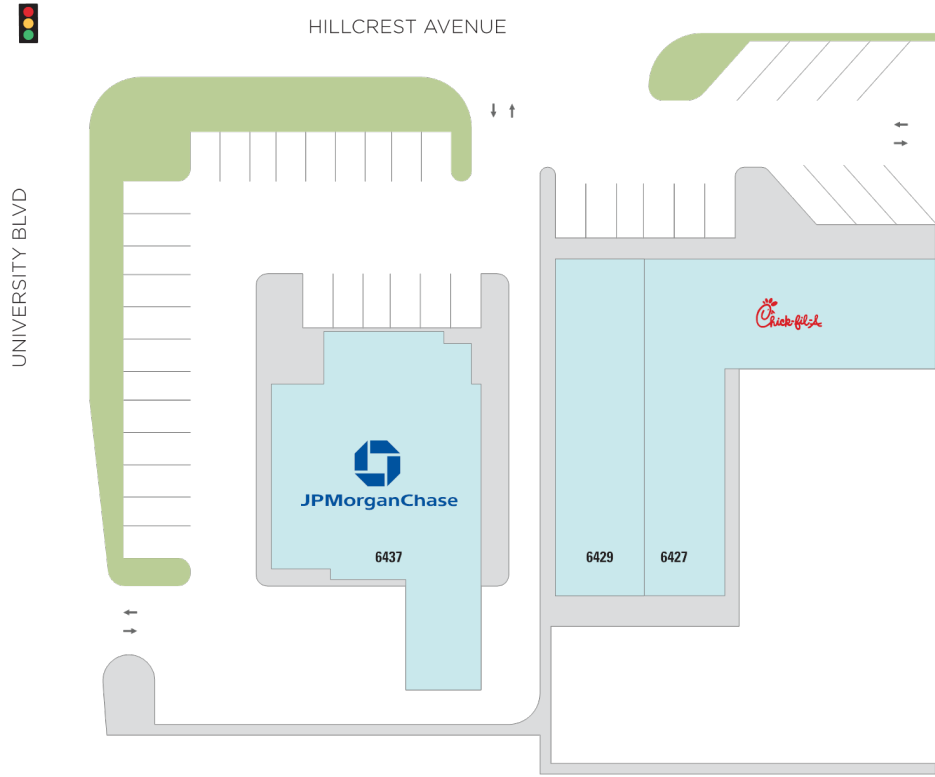 HILLCREST AVENUE
UNIVERSITY BLVD
Chick-fil-A
JPMorganChase
6437
6429
6427